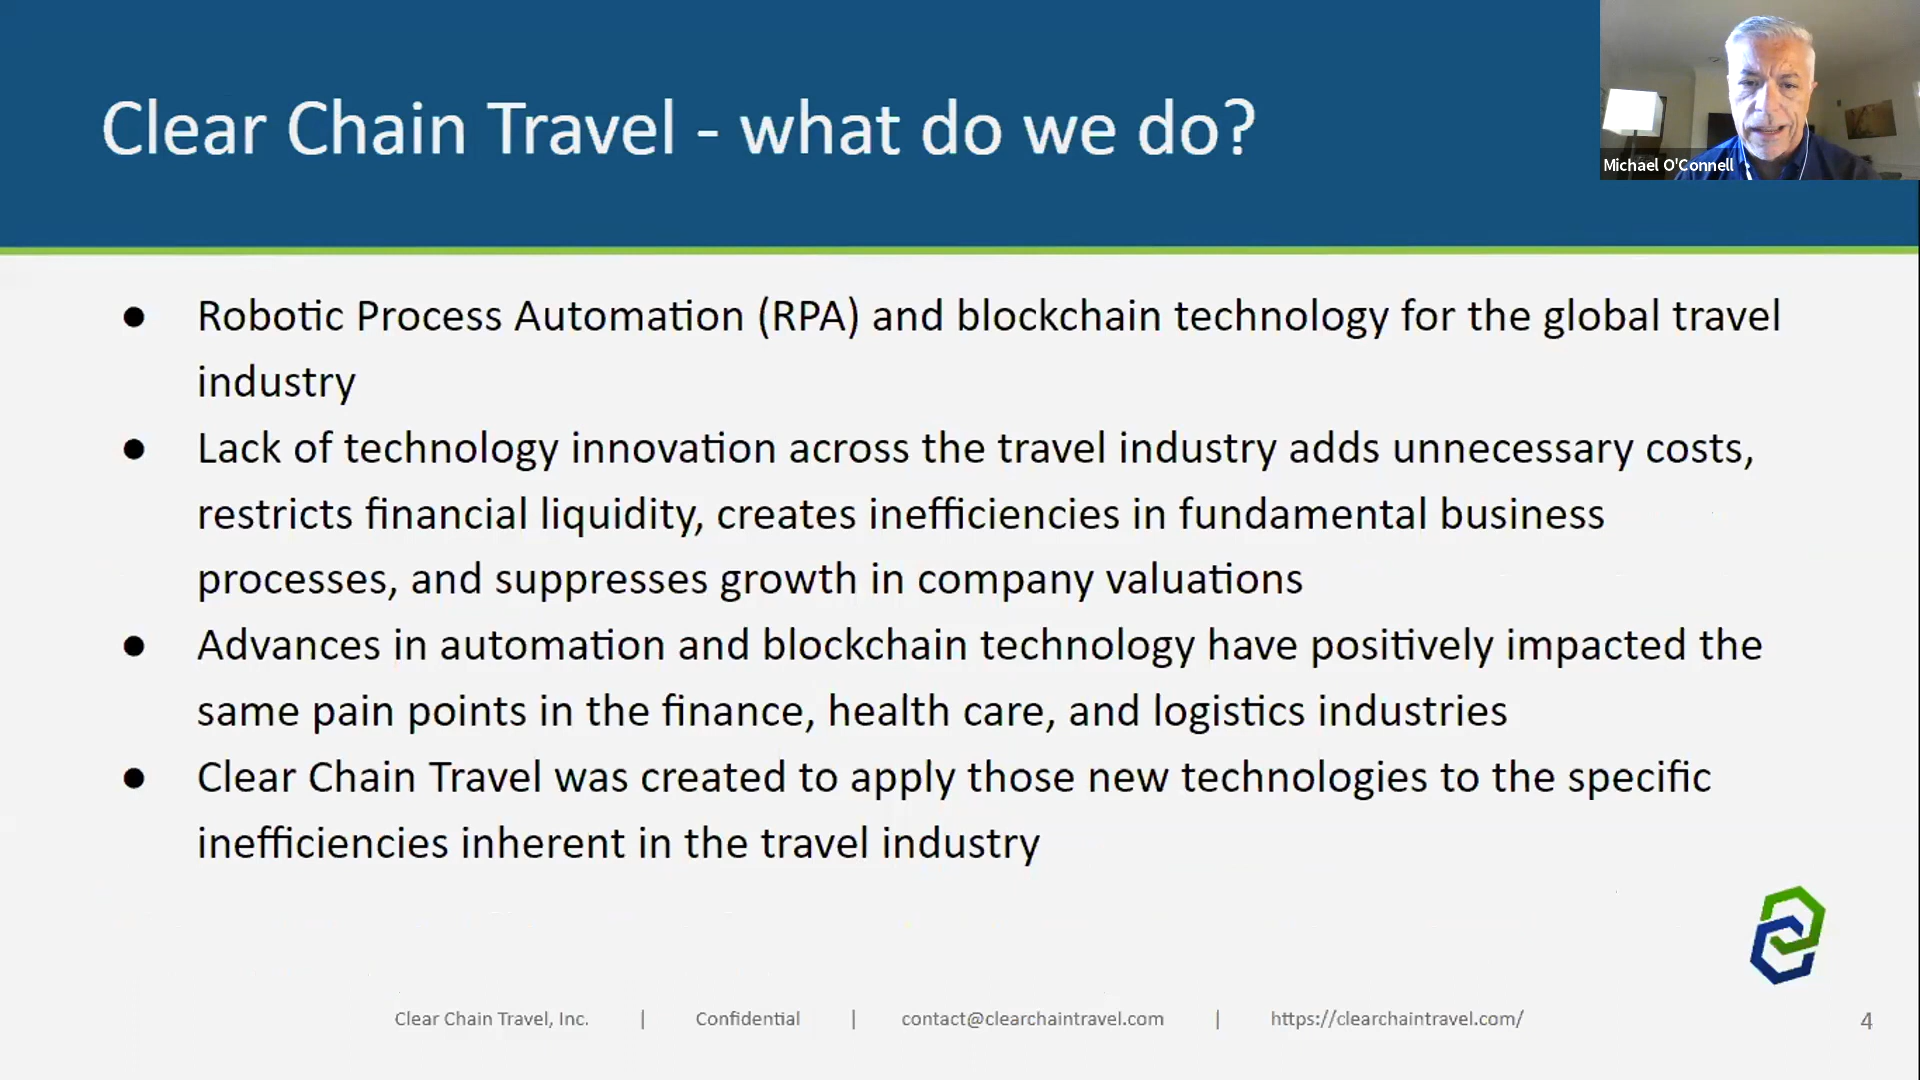 Clear Chain Travel - what do we do?
Michael O'Connell
● Robotic Process Automation (RPA) and blockchain technology for the global travel
industry
● Lack of technology innovation across the travel industry adds unnecessary costs,
restricts financial liquidity, creates inefficiencies in fundamental business
processes, and suppresses growth in company valuations
● Advances in automation and blockchain technology have positively impacted the
same pain points in the finance, health care, and logistics industries
● Clear Chain Travel was created to apply those new technologies to the specific
inefficiencies inherent in the travel industry
Clear Chain Travel, Inc. | Confidential | contact@clearchaintravel.com | https://clearchaintravel.com/ 4